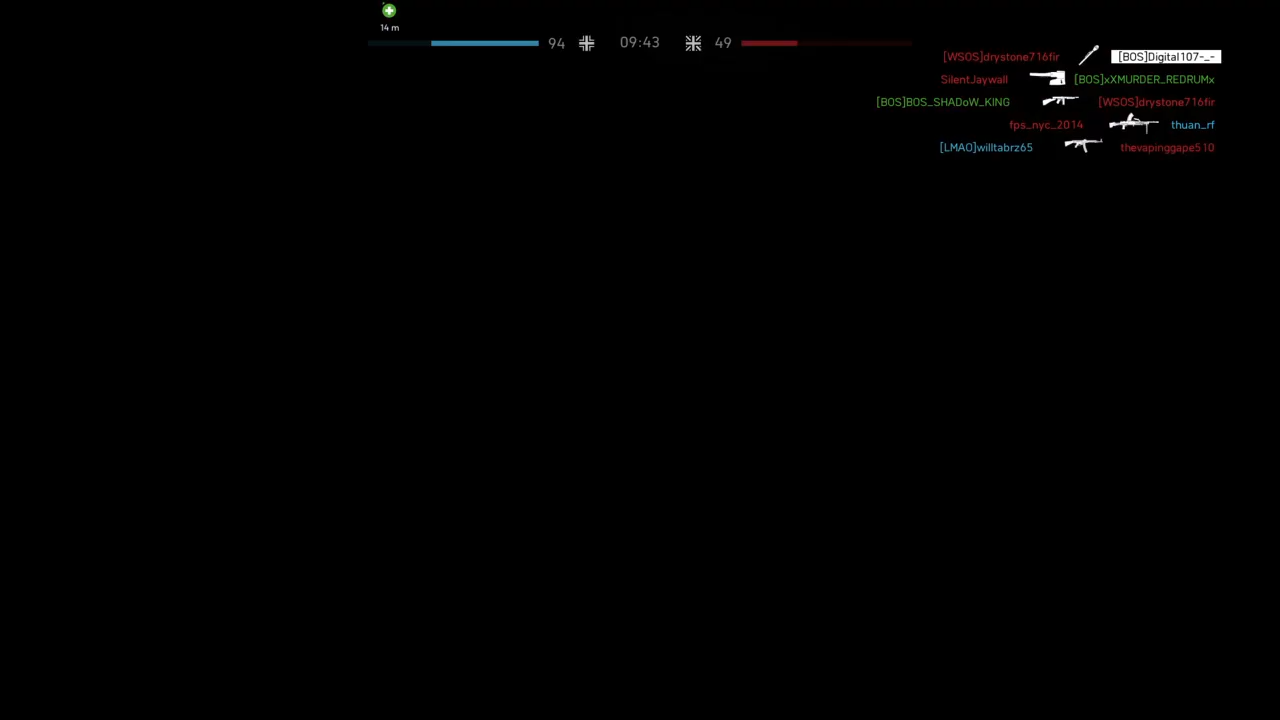 14 m
94 09:43 49
[WSOS]drystone716fir [BOS]Digital107-_-
SilentJaywall [BOS]xXMURDER_REDRUMx
[BOS]BOS_SHADoW_KING [WSOS]drystone716fir
fps_nyc_2014 thuan_rf
[LMAO]willtabrz65 thevapinggape510